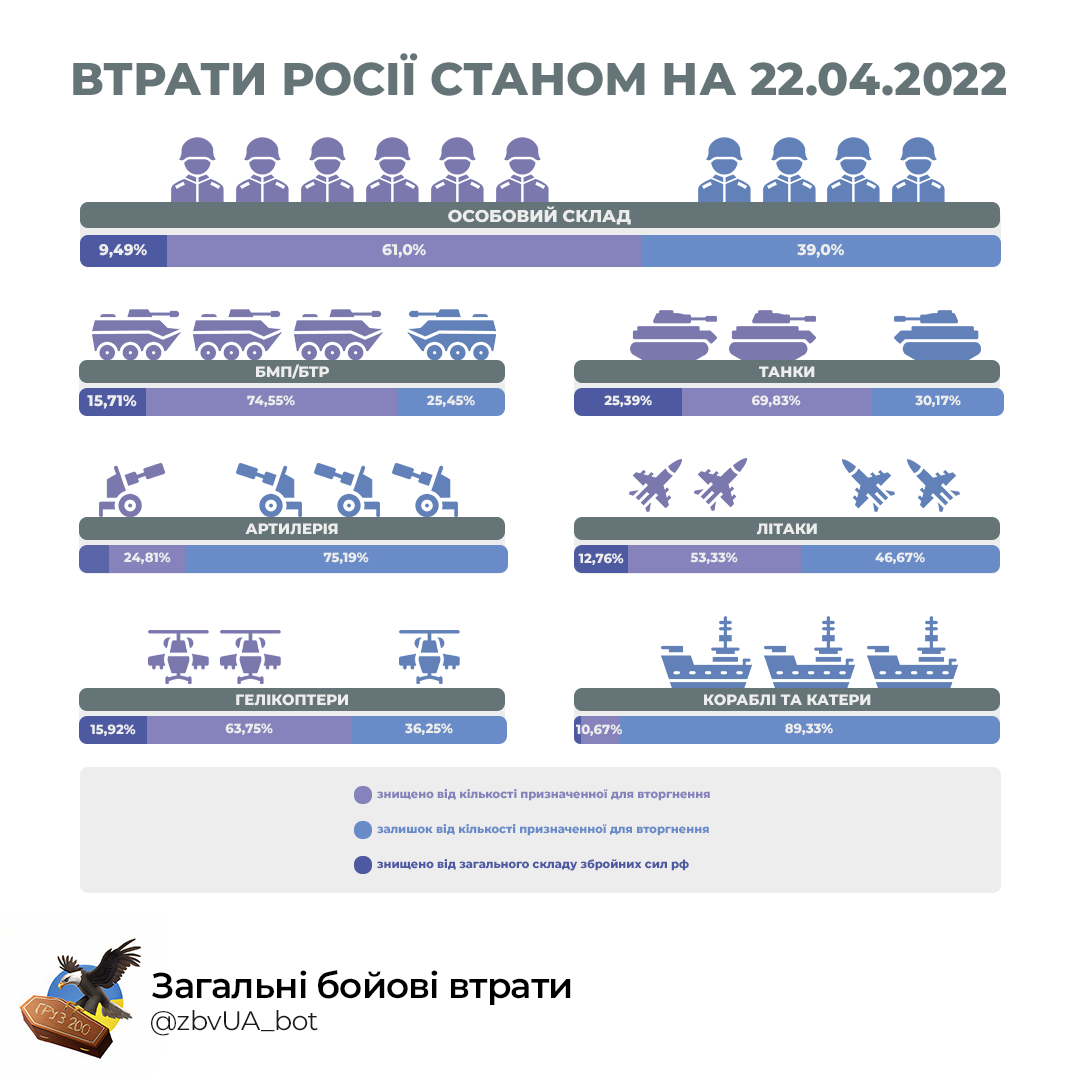 ВТРАТИ РОСІЇ СТАНОМ НА 22.04.2022
ОСОБОВИЙ СКЛАД
9,49% 61,0% 39,0%
БМП/БТР
15,71% 74,55% 25,45%
ТАНКИ
25,39% 69,83% 30,17%
АРТИЛЕРІЯ
24,81% 75,19%
ЛІТАКИ
12,76% 53,33% 46,67%
ГЕЛІКОПТЕРИ
15,92% 63,75% 36,25%
КОРАБЛІ ТА КАТЕРИ
10,67% 89,33%
знищено від кількості призначенної для вторгнення
залишок від кількості призначенної для вторгнення
знищено від загального складу збройних сил рф
ГРУЗ 200
Загальні бойові втрати
@zbvUA_bot